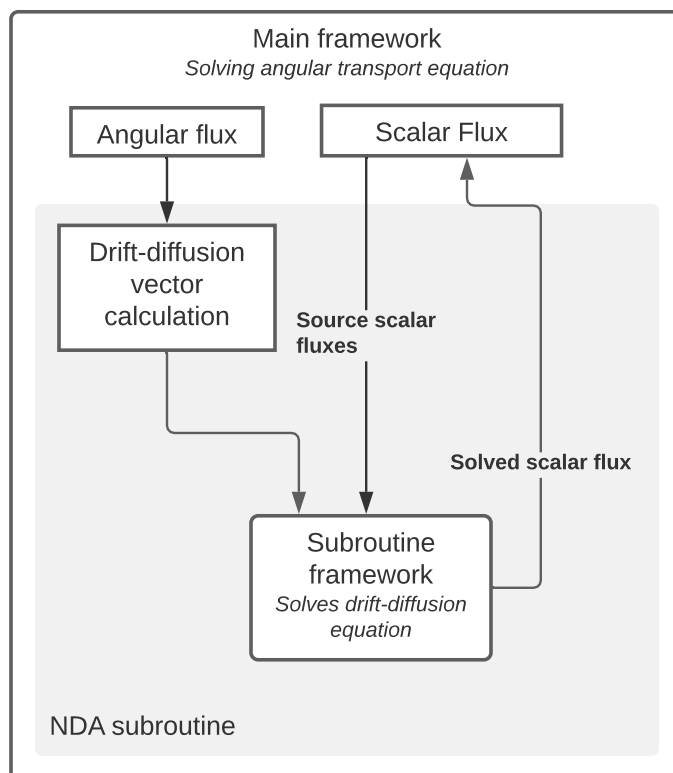 Main framework
Solving angular transport equation
Angular flux
Scalar Flux
Drift-diffusion
vector
calculation
Source scalar
fluxes
Solved scalar flux
Subroutine
framework
Solves drift-diffusion
equation
NDA subroutine